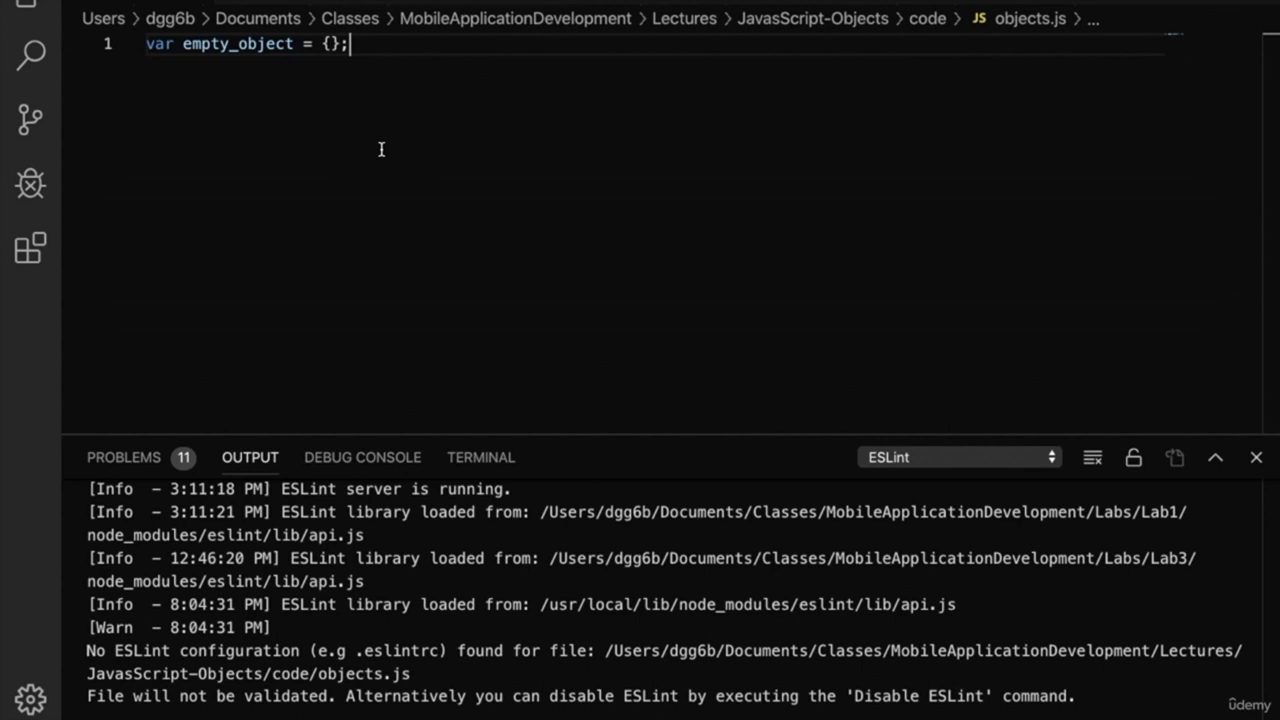 Users > dgg6b > Documents > Classes > MobileApplicationDevelopment > Lectures > JavasScript-Objects > code > JS objects.js > ...
1 var empty_object = {};
PROBLEMS 11 OUTPUT DEBUG CONSOLE TERMINAL ESLint
[Info  - 3:11:18 PM] ESLint server is running.
[Info  - 3:11:21 PM] ESLint library loaded from: /Users/dgg6b/Documents/Classes/MobileApplicationDevelopment/Labs/Lab1/
node_modules/eslint/lib/api.js
[Info  - 12:46:20 PM] ESLint library loaded from: /Users/dgg6b/Documents/Classes/MobileApplicationDevelopment/Labs/Lab3/
node_modules/eslint/lib/api.js
[Info  - 8:04:31 PM] ESLint library loaded from: /usr/local/lib/node_modules/eslint/lib/api.js
[Warn  - 8:04:31 PM]
No ESLint configuration (e.g .eslintrc) found for file: /Users/dgg6b/Documents/Classes/MobileApplicationDevelopment/Lectures/
JavasScript-Objects/code/objects.js
File will not be validated. Alternatively you can disable ESLint by executing the 'Disable ESLint' command.
ûdemy